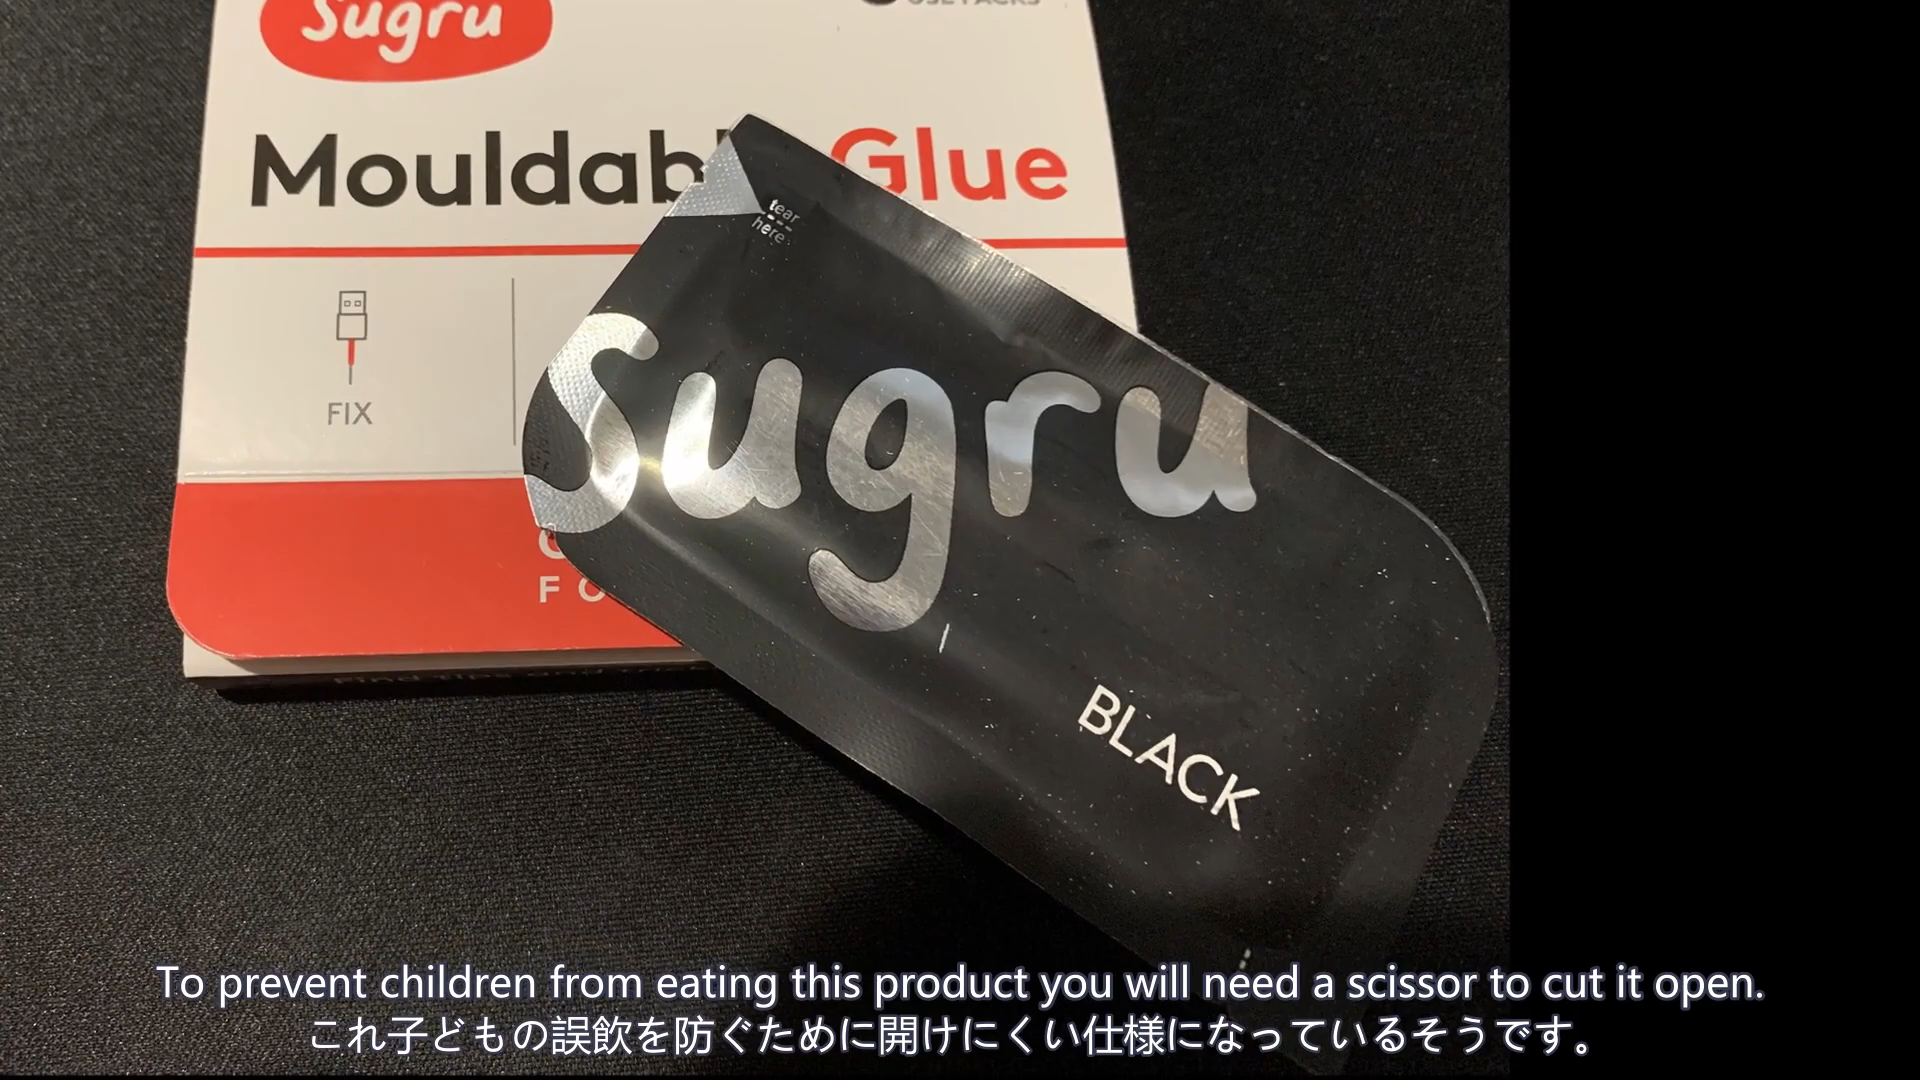 Sugru
Mouldab Glue
tear
here
FIX
Sugru
FO
BLACK
To prevent children from eating this product you will need a scissor to cut it open.
これ子どもの誤飲を防ぐために開けにくい仕様になっているそうです。